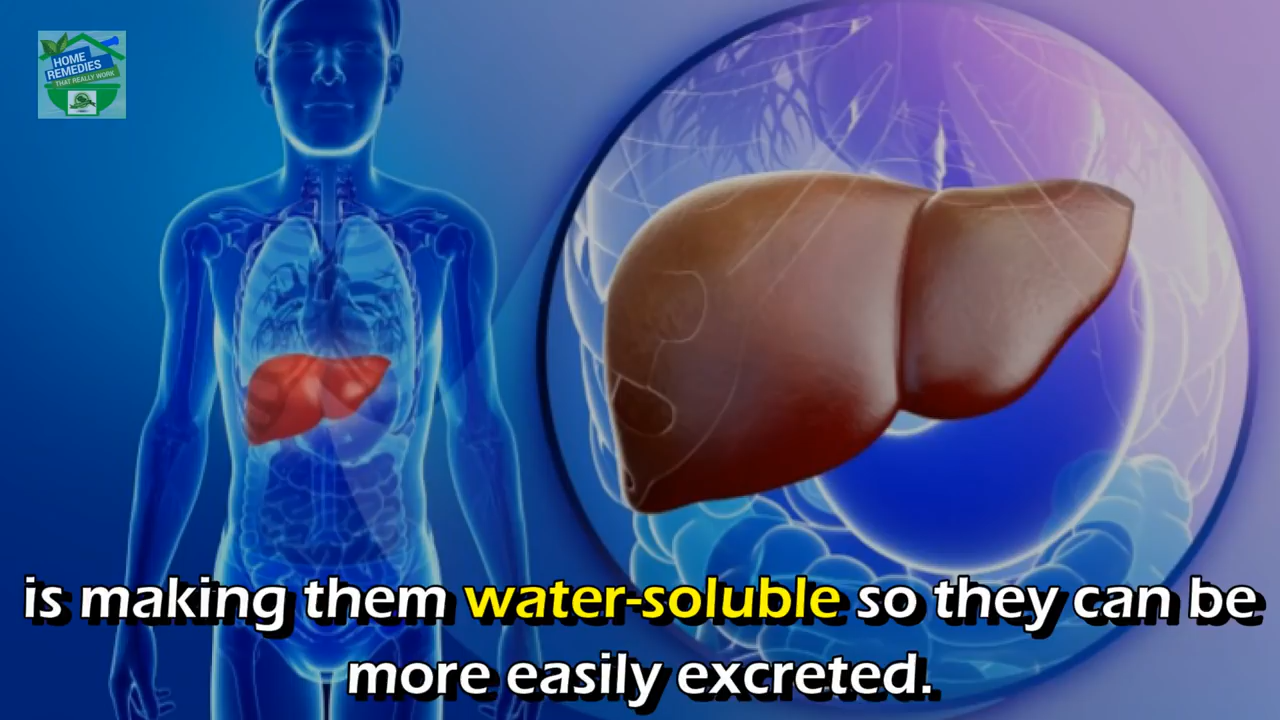 HOME
REMEDIES
THAT REALLY WORK
is making them water-soluble so they can be
more easily excreted.